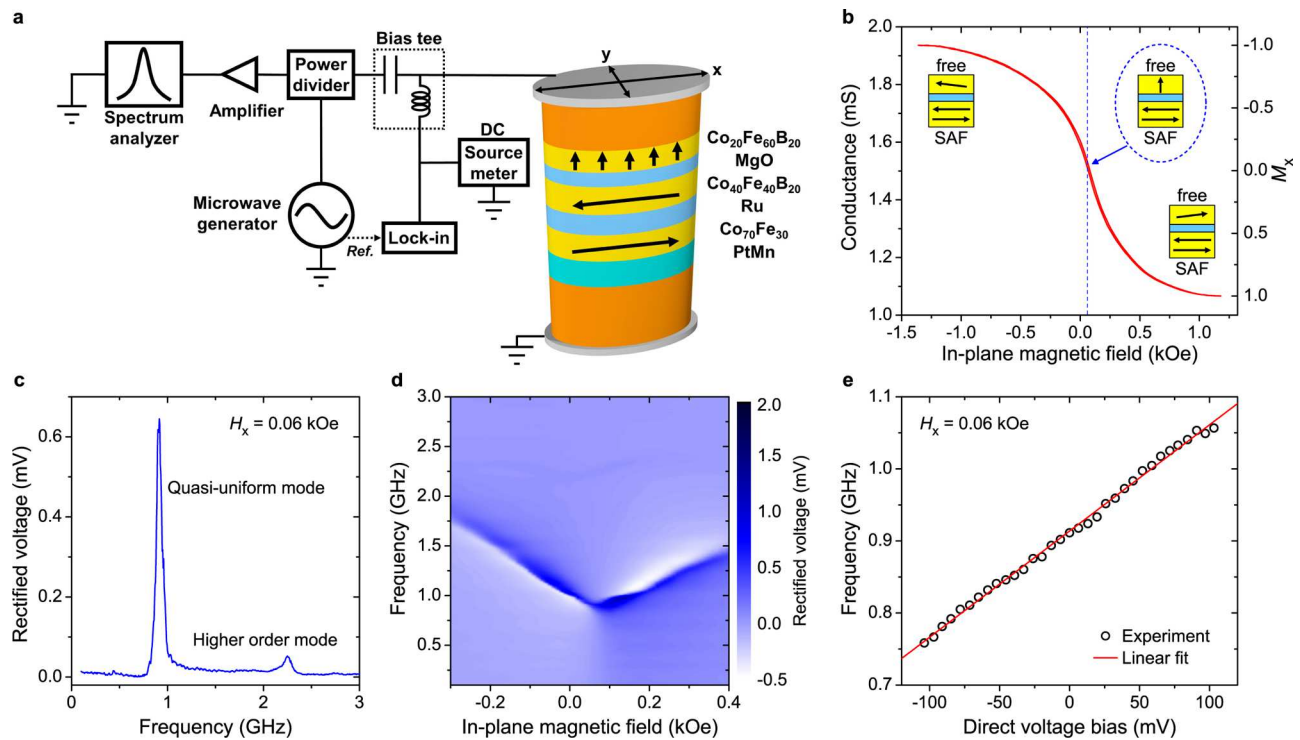 a
Bias tee
Power
divider
Amplifier
Spectrum
analyzer
DC
Source
meter
Microwave
generator
Ref.
Lock-in
y
x
Co20Fe60B20
MgO
Co40Fe40B20
Ru
Co70Fe30
PtMn
b
Conductance (mS)
2.0
1.8
1.6
1.4
1.2
1.0
-1.5
-1.0
-0.5
0.0
0.5
1.0
In-plane magnetic field (kOe)
-1.0
-0.5
0.0
0.5
1.0
Mx
free
SAF
free
SAF
free
SAF
c
Rectified voltage (mV)
0.6
0.4
0.2
0.0
Hx = 0.06 kOe
Quasi-uniform mode
Higher order mode
0
1
2
3
Frequency (GHz)
d
Frequency (GHz)
3.0
2.5
2.0
1.5
1.0
0.5
-0.2
0.0
0.2
0.4
In-plane magnetic field (kOe)
2.0
1.5
1.0
0.5
0.0
-0.5
Rectified voltage (mV)
e
Frequency (GHz)
1.1
1.0
0.9
0.8
0.7
Hx = 0.06 kOe
Experiment
Linear fit
-100
-50
0
50
100
Direct voltage bias (mV)